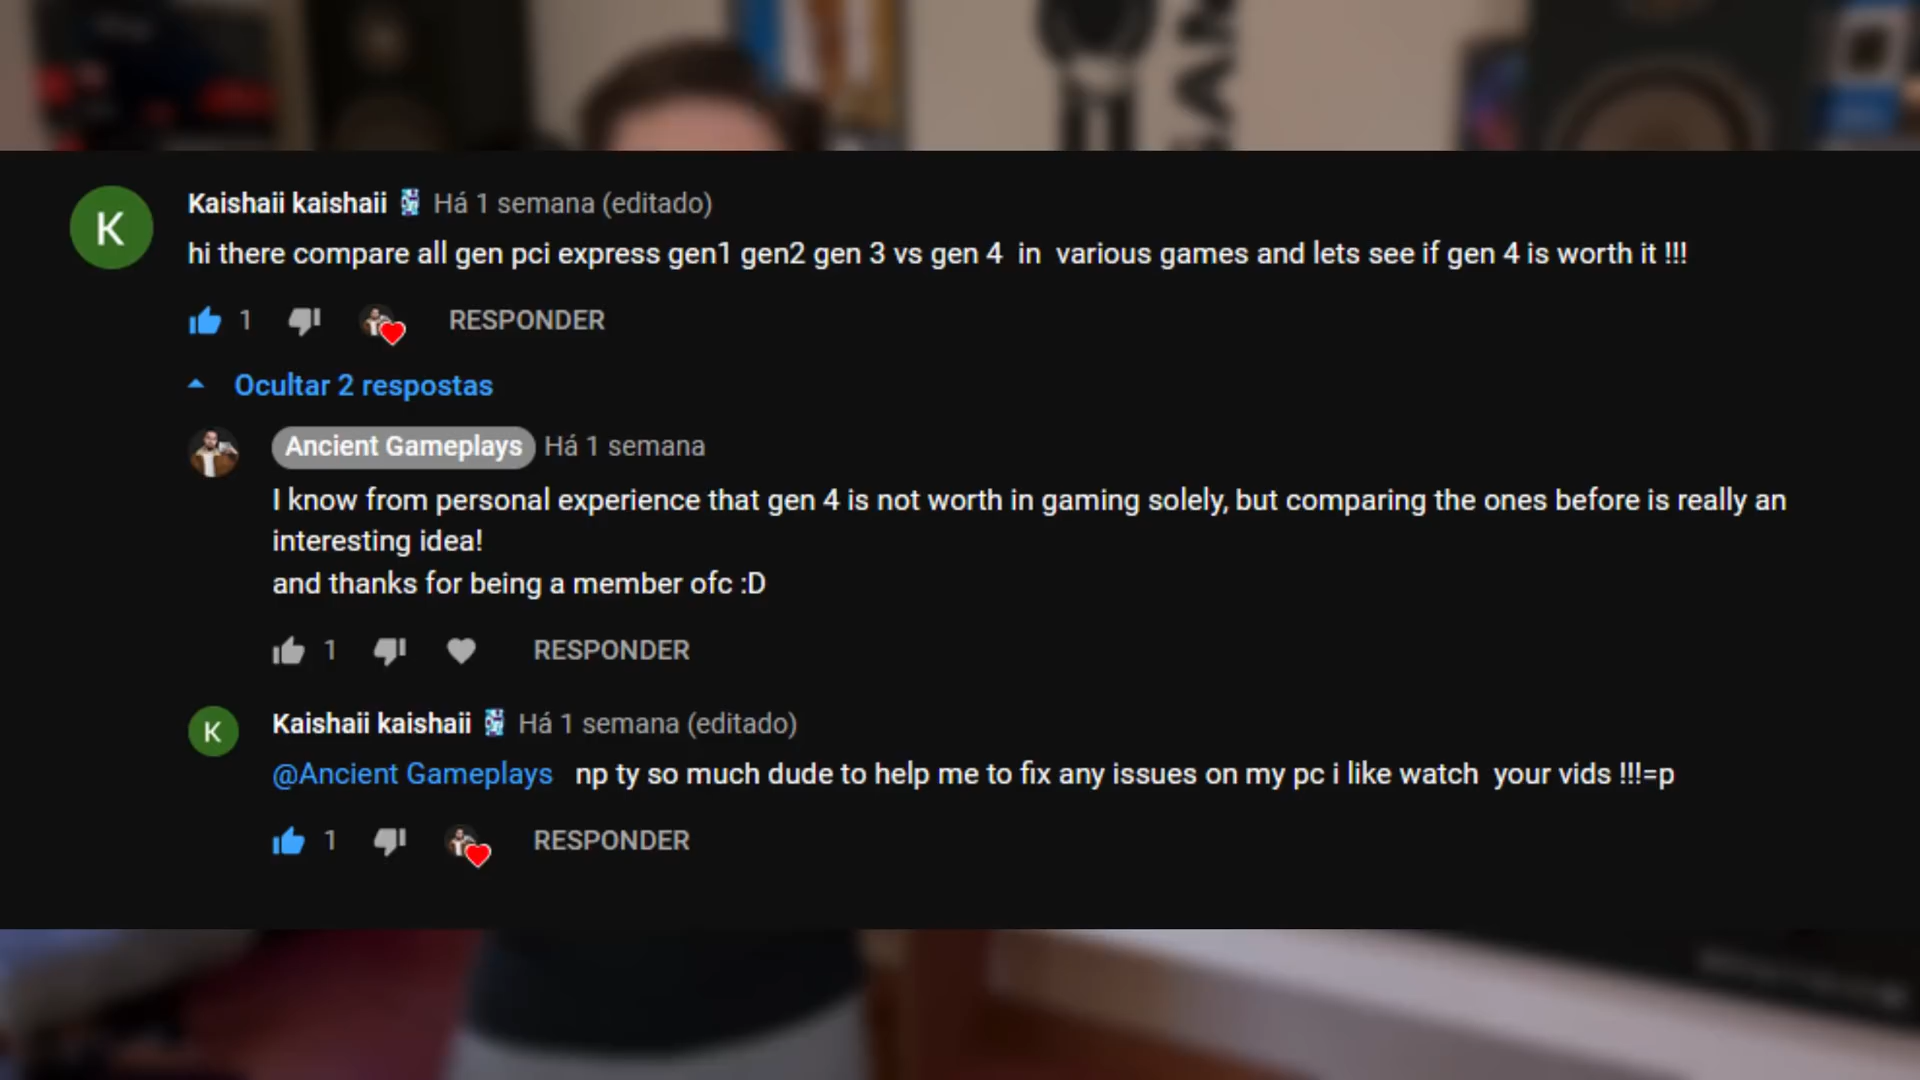 K
Kaishaii kaishaii Há 1 semana (editado)
hi there compare all gen pci express gen1 gen2 gen 3 vs gen 4 in various games and lets see if gen 4 is worth it !!!
1 RESPONDER
Ocultar 2 respostas
Ancient Gameplays Há 1 semana
I know from personal experience that gen 4 is not worth in gaming solely, but comparing the ones before is really an
interesting idea!
and thanks for being a member ofc :D
1 RESPONDER
K
Kaishaii kaishaii Há 1 semana (editado)
@Ancient Gameplays np ty so much dude to help me to fix any issues on my pc i like watch your vids !!!=p
1 RESPONDER